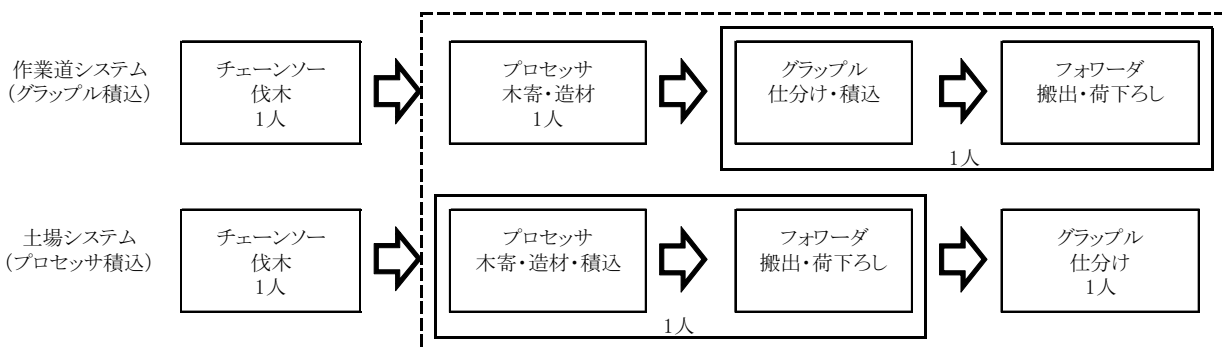 作業道システム
(グラップル積込)
チェーンソー
伐木
1人
プロセッサ
木寄・造材
1人
グラップル
仕分け・積込
フォワーダ
搬出・荷下ろし
1人
土場システム
(プロセッサ積込)
チェーンソー
伐木
1人
プロセッサ
木寄・造材・積込
フォワーダ
搬出・荷下ろし
1人
グラップル
仕分け
1人